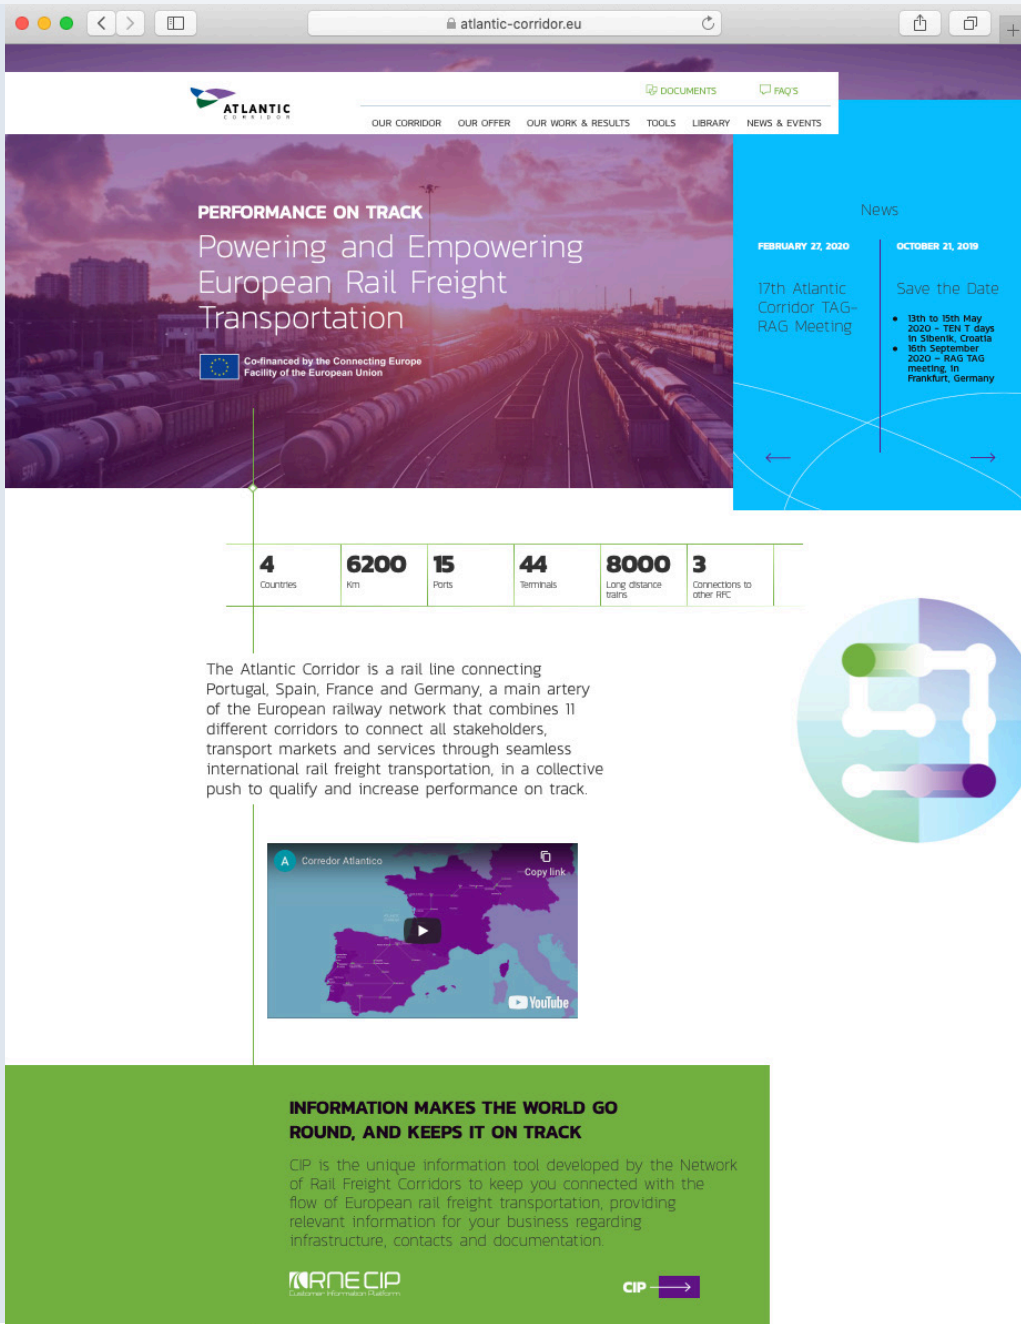 atlantic-corridor.eu
ATLANTIC
CORRIDOR
DOCUMENTS
FAQ'S
OUR CORRIDOR
OUR OFFER
OUR WORK & RESULTS
TOOLS
LIBRARY
NEWS & EVENTS
PERFORMANCE ON TRACK
Powering and Empowering
European Rail Freight
Transportation
Co-financed by the Connecting Europe
Facility of the European Union
News
FEBRUARY 27, 2020
17th Atlantic
Corridor TAG-
RAG Meeting
OCTOBER 21, 2019
Save the Date
• 13th to 15th May
2020 - TEN T days
in Sibenik, Croatia
• 16th September
2020 – RAG TAG
meeting, in
Frankfurt, Germany
4
Countries
6200
Km
15
Ports
44
Terminals
8000
Long distance
trains
3
Connections to
other RFC
The Atlantic Corridor is a rail line connecting
Portugal, Spain, France and Germany, a main artery
of the European railway network that combines 11
different corridors to connect all stakeholders,
transport markets and services through seamless
international rail freight transportation, in a collective
push to qualify and increase performance on track.
A
Corredor Atlantico
Copy link
YouTube
INFORMATION MAKES THE WORLD GO
ROUND, AND KEEPS IT ON TRACK
CIP is the unique information tool developed by the Network
of Rail Freight Corridors to keep you connected with the
flow of European rail freight transportation, providing
relevant information for your business regarding
infrastructure, contacts and documentation.
RNE CIP
Customer Information Platform
CIP